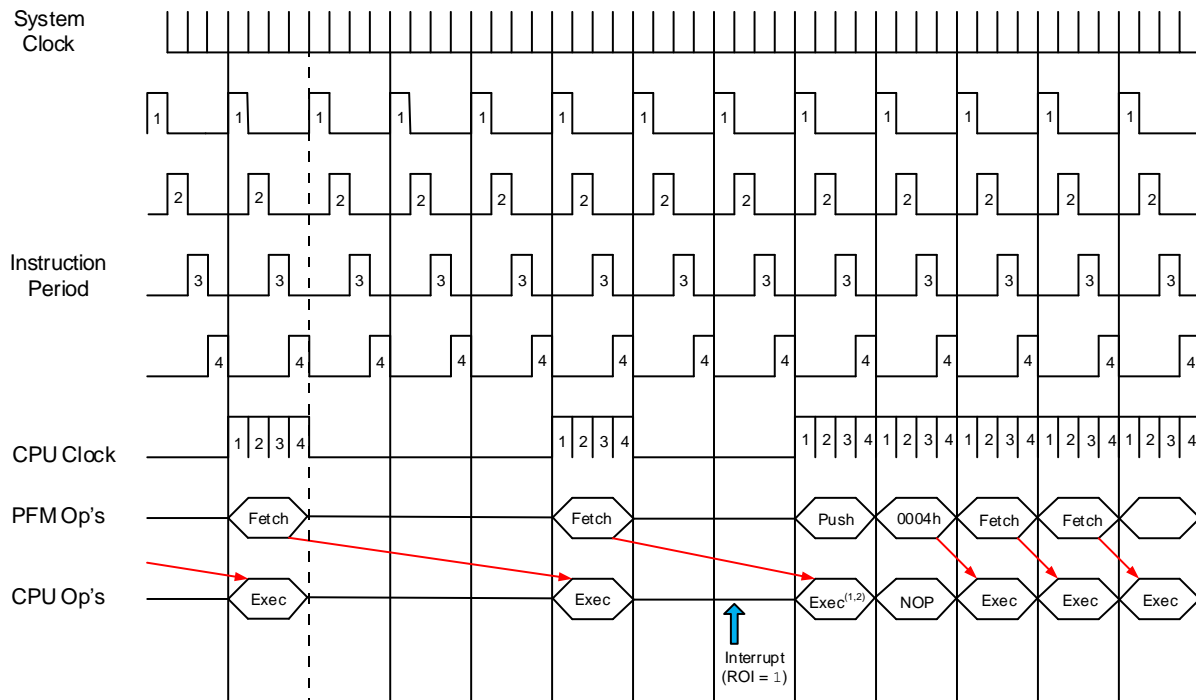 System
Clock
1 1 1 1 1 1 1 1 1 1 1 1 1
2 2 2 2 2 2 2 2 2 2 2 2 2
Instruction
Period
3 3 3 3 3 3 3 3 3 3 3 3 3
4 4 4 4 4 4 4 4 4 4 4 4 4
CPU Clock
1 2 3 4 1 2 3 4 1 2 3 4 1 2 3 4 1 2 3 4 1 2 3 4 1 2 3 4
PFM Op's
Fetch Fetch Push 0004h Fetch Fetch
CPU Op's
Exec Exec Exec(1,2) NOP Exec Exec Exec
Interrupt
(ROI = 1)